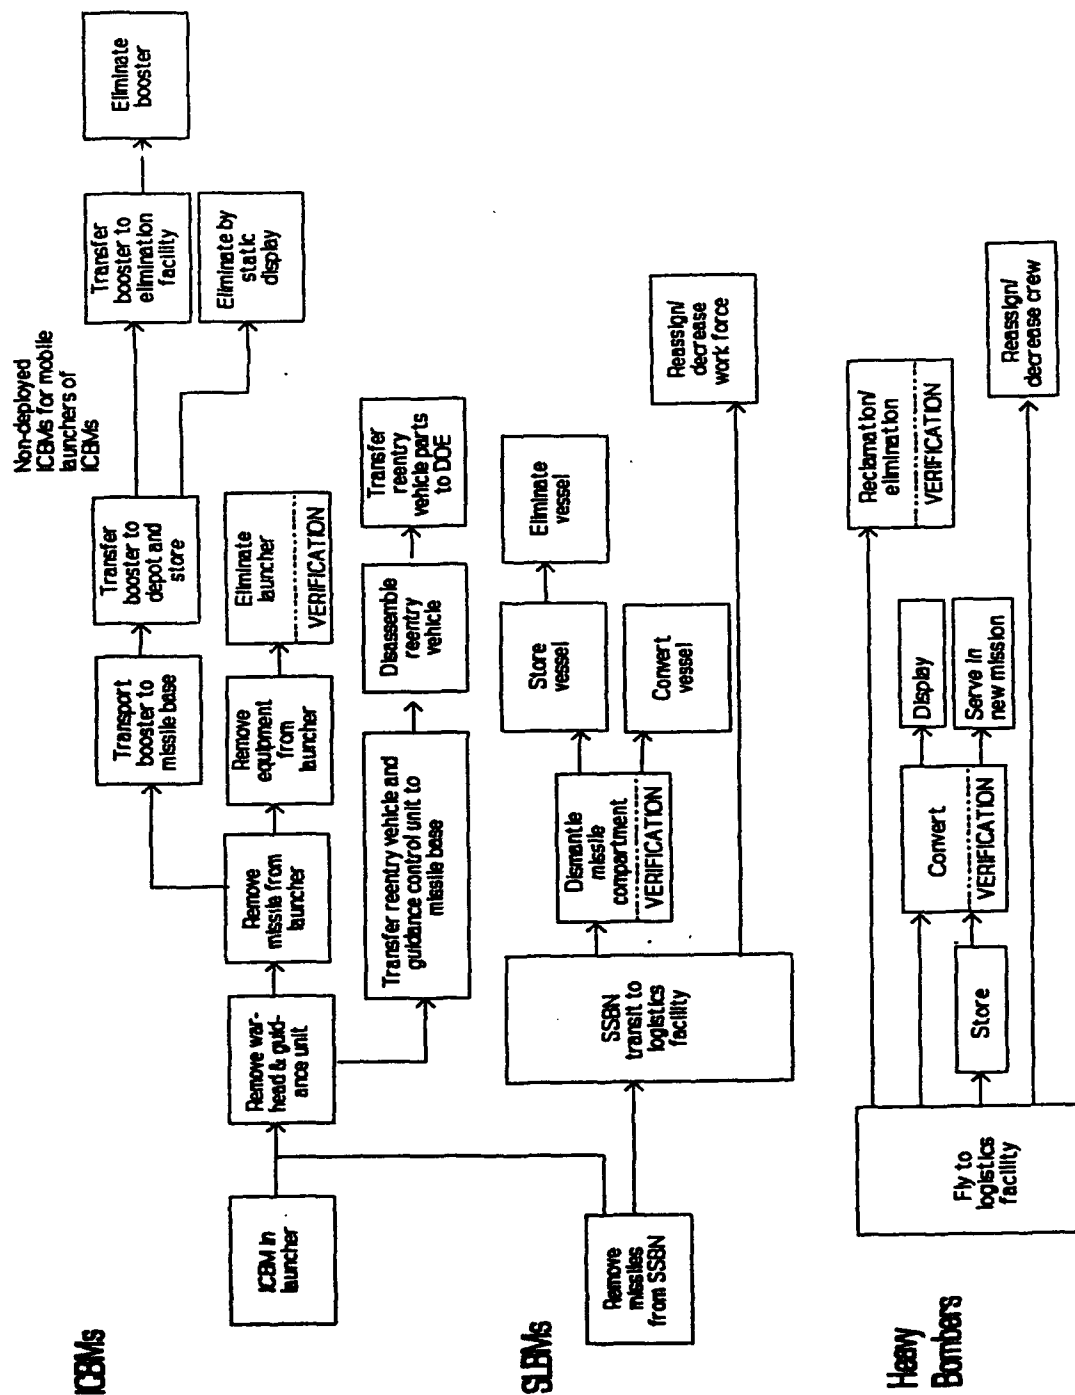 ICBMs
ICBM in
launcher
Remove war-
head & guid-
ance unit
Remove
missile from
launcher
Remove
equipment
from
launcher
Eliminate
launcher
VERIFICATION
Transport
booster to
missile base
Transfer
booster to
depot and
store
Non-deployed
ICBMs for mobile
launchers of
ICBMs
Transfer
booster to
elimination
facility
Eliminate
booster
Eliminate by
static
display
Transfer reentry vehicle and
guidance control unit to
missile base
Disassemble
reentry
vehicle
Transfer
reentry
vehicle parts
to DOE
SLBMs
Remove
missiles
from SSBN
SSBN
transit to
logistics
facility
Dismantle
missile
compartment
VERIFICATION
Store
vessel
Eliminate
vessel
Convert
vessel
Reassign/
decrease
work force
Heavy
Bombers
Fly to
logistics
facility
Store
Convert
VERIFICATION
Display
Serve in
new mission
Reclamation/
elimination
VERIFICATION
Reassign/
decrease crew